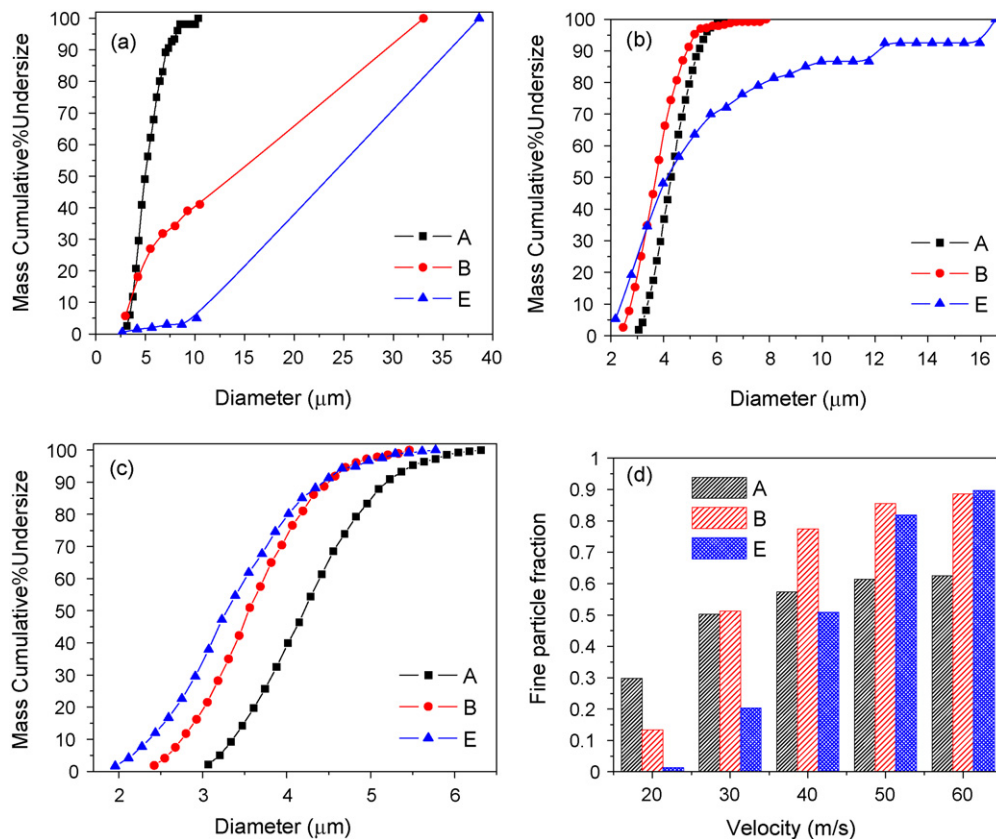 (a)
Mass Cumulative%Undersize
100
90
80
70
60
50
40
30
20
10
0
A
B
E
0 5 10 15 20 25 30 35 40
Diameter (μm)
(b)
Mass Cumulative%Undersize
100
90
80
70
60
50
40
30
20
10
0
A
B
E
2 4 6 8 10 12 14 16
Diameter (μm)
(c)
Mass Cumulative%Undersize
100
90
80
70
60
50
40
30
20
10
0
A
B
E
2 3 4 5 6
Diameter (μm)
(d)
Fine particle fraction
1
0.9
0.8
0.7
0.6
0.5
0.4
0.3
0.2
0.1
0
A
B
E
20 30 40 50 60
Velocity (m/s)